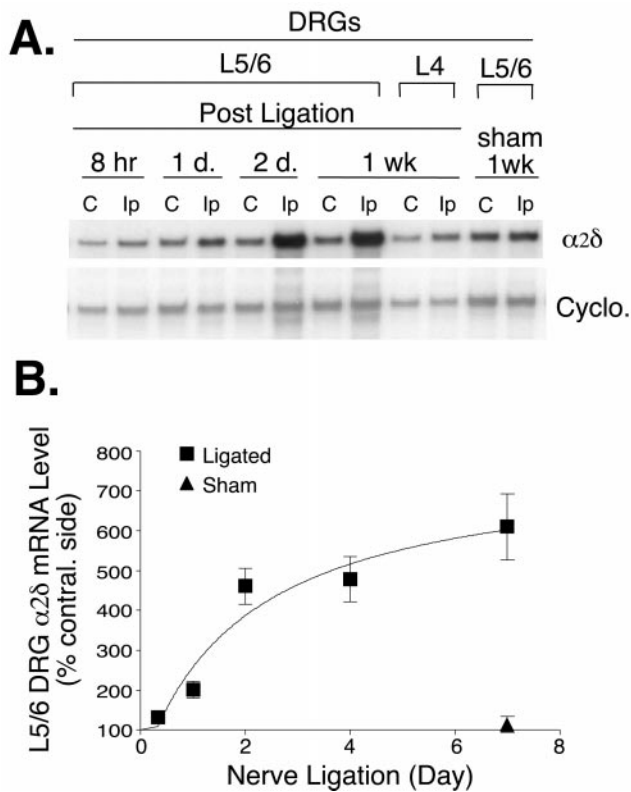 A.
DRGs
L5/6 L4 L5/6
Post Ligation sham
8 hr 1 d. 2 d. 1 wk 1wk
C Ip C Ip C Ip C Ip C Ip C Ip
α2δ
Cyclo.
B.
L5/6 DRG α2δ mRNA Level
(% contral. side)
800
700
600
500
400
300
200
100
Ligated
Sham
0 2 4 6 8
Nerve Ligation (Day)